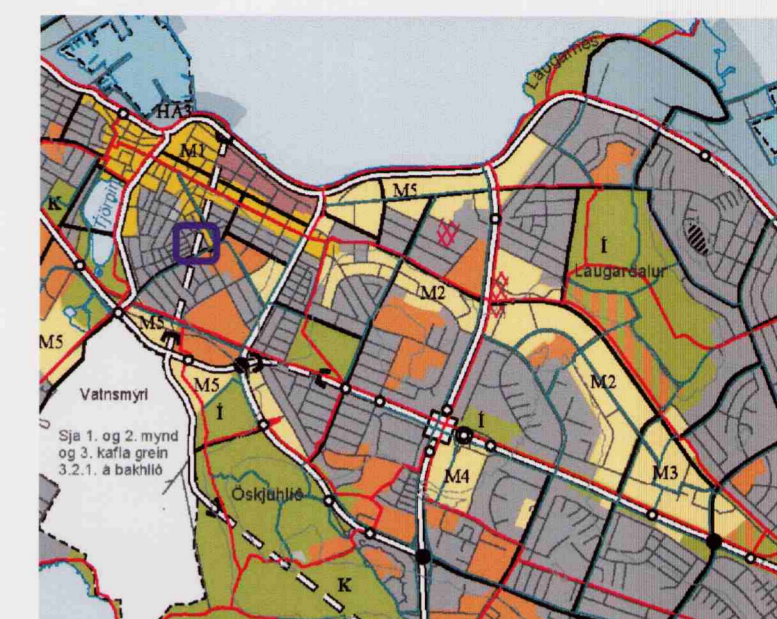 Laugarnes
HA3
M1
M5
K
Tjörnin
Í
Laugardalur
M2
M5
M5
Vatnsmýri
M5
M2
Í
Sjá 1. og 2. mynd
og 3. kafla grein
3.2.1. á bakhlið
Í
M4
M3
Öskjuhlíð
K